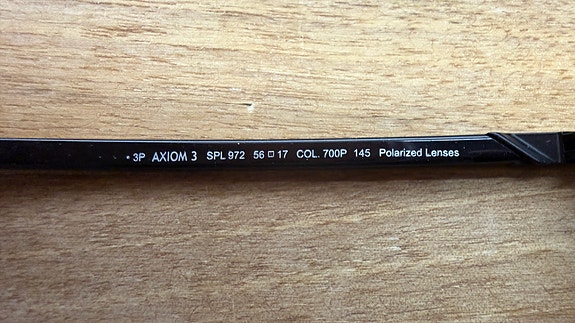 • 3P AXIOM 3 SPL 972 56□17 COL. 700P 145 Polarized Lenses